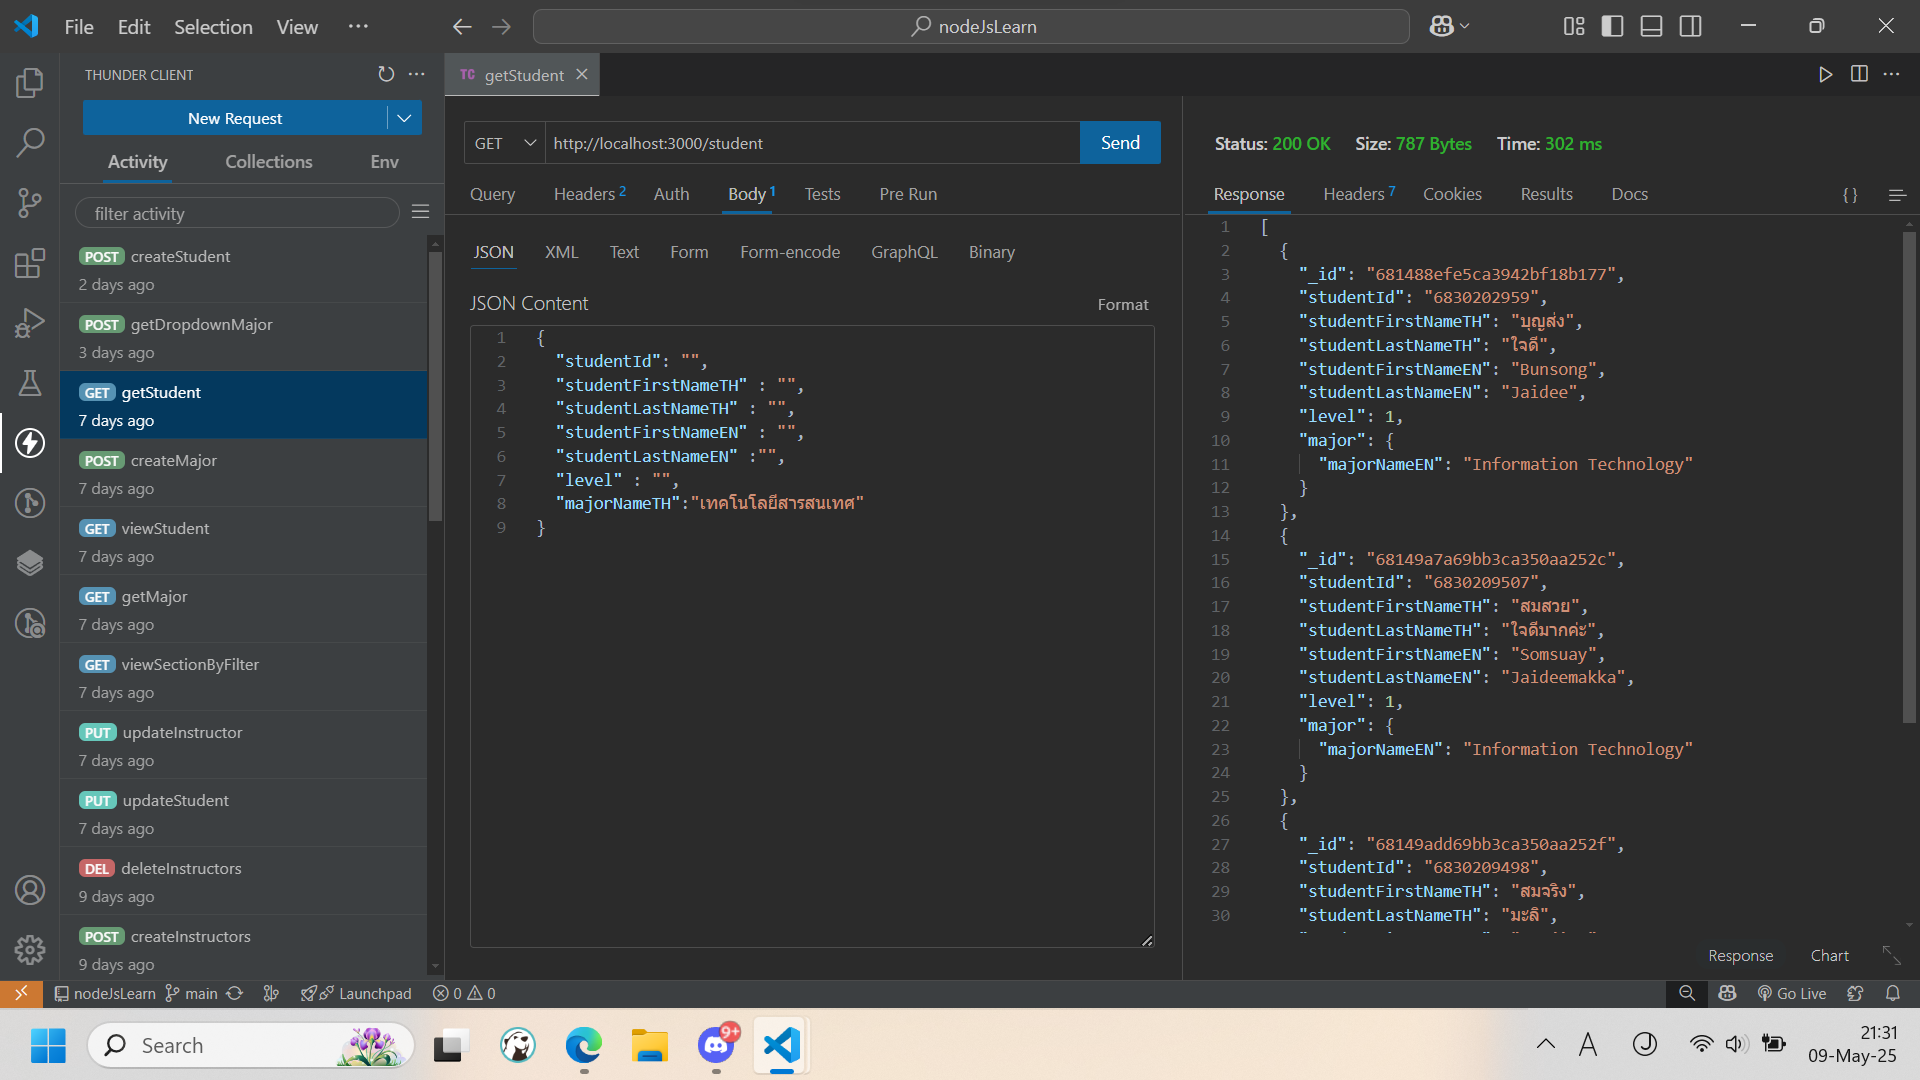 File Edit Selection View ··· nodeJsLearn
THUNDER CLIENT
New Request
Activity Collections Env
filter activity
POST createStudent
2 days ago
POST getDropdownMajor
3 days ago
GET getStudent
7 days ago
POST createMajor
7 days ago
GET viewStudent
7 days ago
GET getMajor
7 days ago
GET viewSectionByFilter
7 days ago
PUT updateInstructor
7 days ago
PUT updateStudent
7 days ago
DEL deleteInstructors
9 days ago
POST createInstructors
9 days ago
TC getStudent
GET http://localhost:3000/student Send
Query Headers 2 Auth Body 1 Tests Pre Run
JSON XML Text Form Form-encode GraphQL Binary
JSON Content Format
1 {
2 "studentId": "",
3 "studentFirstNameTH" : "",
4 "studentLastNameTH" : "",
5 "studentFirstNameEN" : "",
6 "studentLastNameEN" :"",
7 "level" : "",
8 "majorNameTH":"เทคโนโลยีสารสนเทศ"
9 }
Status: 200 OK Size: 787 Bytes Time: 302 ms
Response Headers 7 Cookies Results Docs {}
1 [
2 {
3 "_id": "681488efe5ca3942bf18b177",
4 "studentId": "6830202959",
5 "studentFirstNameTH": "บุญส่ง",
6 "studentLastNameTH": "ใจดี",
7 "studentFirstNameEN": "Bunsong",
8 "studentLastNameEN": "Jaidee",
9 "level": 1,
10 "major": {
11 "majorNameEN": "Information Technology"
12 }
13 },
14 {
15 "_id": "68149a7a69bb3ca350aa252c",
16 "studentId": "6830209507",
17 "studentFirstNameTH": "สมสวย",
18 "studentLastNameTH": "ใจดีมากค่ะ",
19 "studentFirstNameEN": "Somsuay",
20 "studentLastNameEN": "Jaideemakka",
21 "level": 1,
22 "major": {
23 "majorNameEN": "Information Technology"
24 }
25 },
26 {
27 "_id": "68149add69bb3ca350aa252f",
28 "studentId": "6830209498",
29 "studentFirstNameTH": "สมจริง",
30 "studentLastNameTH": "มะลิ",
Response Chart
nodeJsLearn main Launchpad 0 0 Go Live
Search 9+ A J 21:31
09-May-25